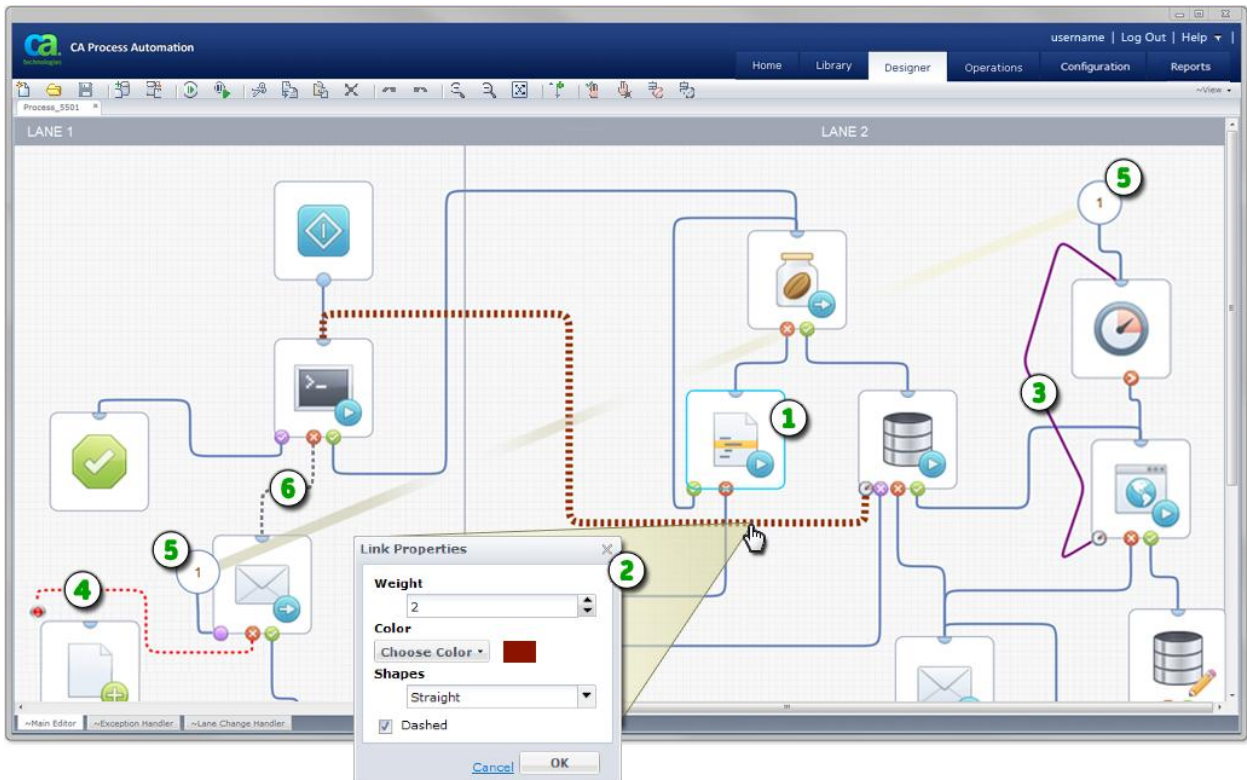 ca
technologies
CA Process Automation
username | Log Out | Help
Home Library Designer Operations Configuration Reports
Process_5501
~View
LANE 1 LANE 2
5
1
3
1
6
5
1
4
2
Link Properties
Weight
2
Color
Choose Color
Shapes
Straight
Dashed
Cancel OK
~Main Editor ~Exception Handler ~Lane Change Handler